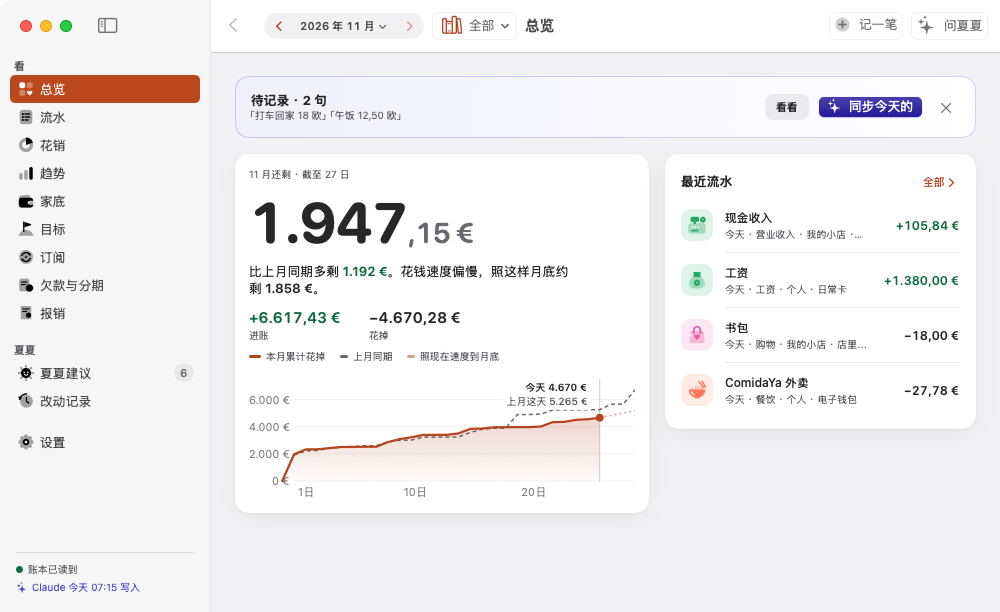 2026 年 11 月
全部
总览
记一笔
问夏夏
看
总览
流水
花销
趋势
家底
目标
订阅
欠款与分期
报销
夏夏
夏夏建议
6
改动记录
设置
账本已读到
Claude 今天 07:15 写入
待记录 · 2 句
「打车回家 18 欧」「午饭 12,50 欧」
看看
同步今天的
11 月还剩 · 截至 27 日
1.947,15 €
比上月同期多剩 1.192 €。花钱速度偏慢，照这样月底约
剩 1.858 €。
+6.617,43 €
进账
−4.670,28 €
花掉
本月累计花掉
上月同期
照现在速度到月底
今天 4.670 €
上月这天 5.265 €
6.000 €
4.000 €
2.000 €
0 €
1日
10日
20日
最近流水
全部
现金收入
今天 · 营业收入 · 我的小店 ·...
+105,84 €
工资
今天 · 工资 · 个人 · 日常卡
+1.380,00 €
书包
今天 · 购物 · 我的小店 · 店里...
−18,00 €
ComidaYa 外卖
今天 · 餐饮 · 个人 · 电子钱包
−27,78 €